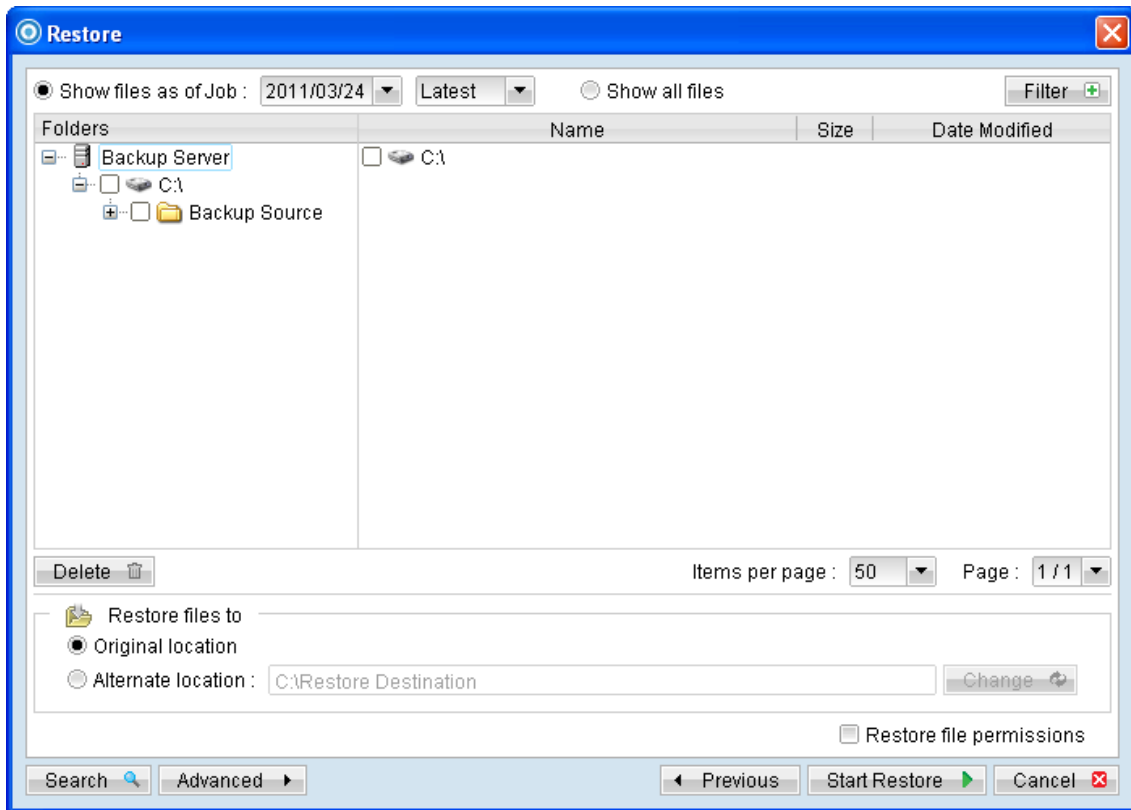 Restore
Show files as of Job : 2011/03/24 Latest Show all files Filter
Folders Name Size Date Modified
Backup Server C:\
C:\
Backup Source
Delete Items per page : 50 Page : 1 / 1
Restore files to
Original location
Alternate location : C:\Restore Destination Change
Restore file permissions
Search Advanced Previous Start Restore Cancel